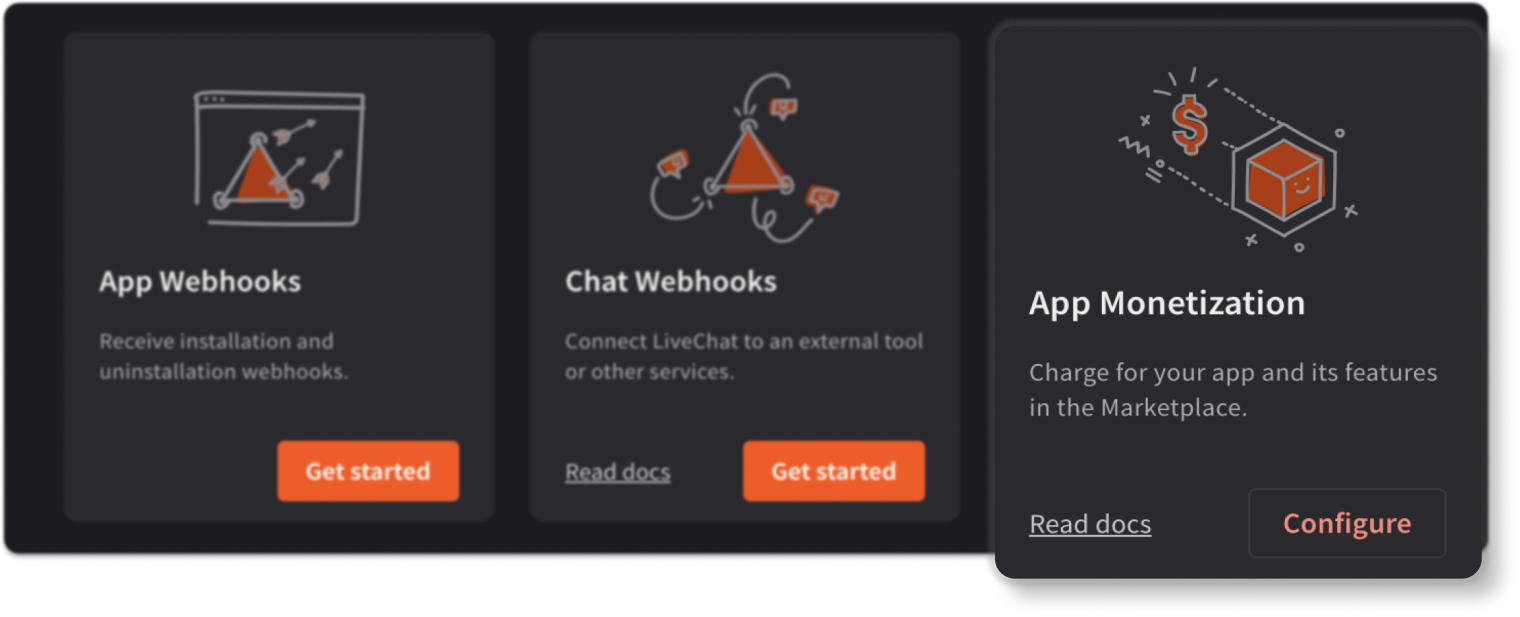 App Webhooks
Receive installation and
uninstallation webhooks.
Get started
Chat Webhooks
Connect LiveChat to an external tool
or other services.
Read docs
Get started
$
App Monetization
Charge for your app and its features
in the Marketplace.
Read docs
Configure